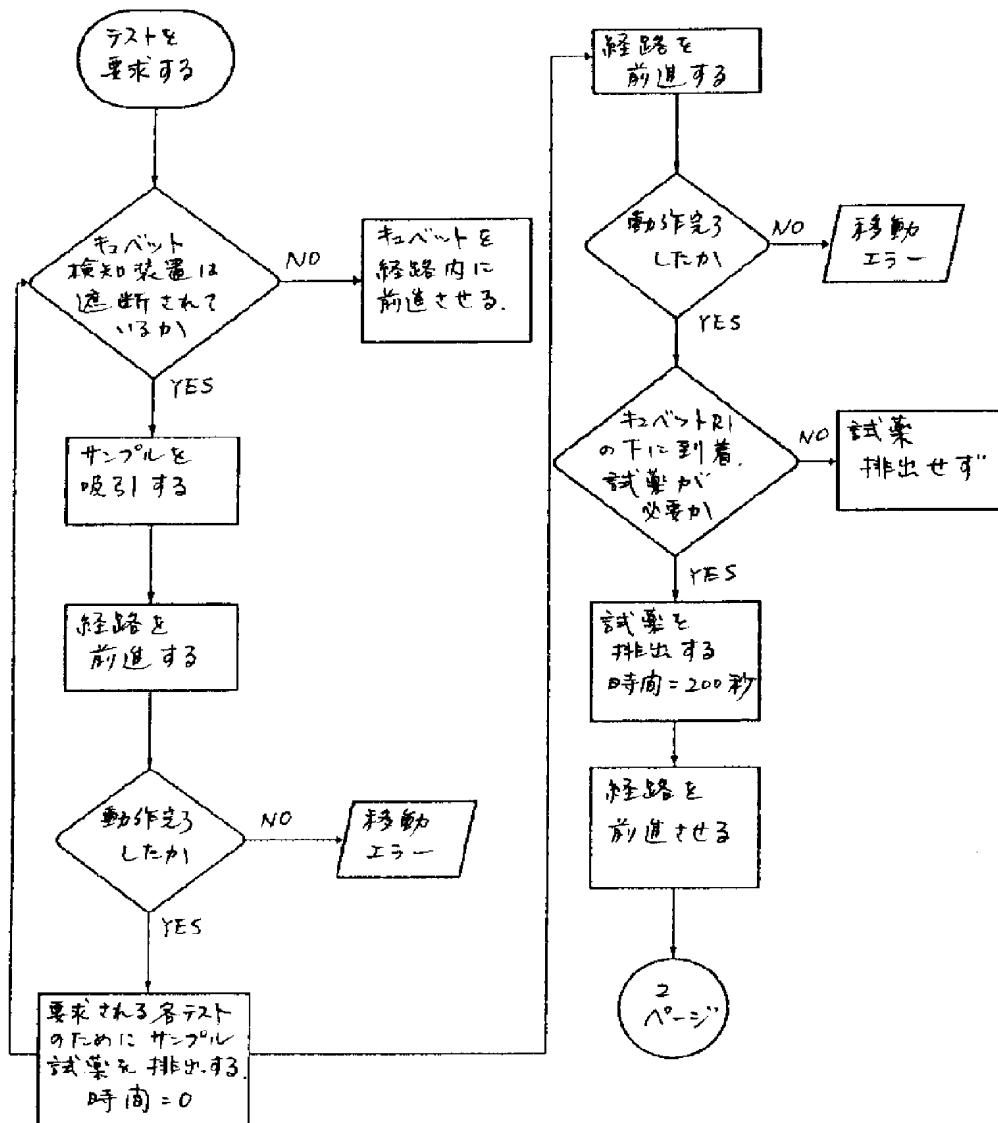 テストを
要求する
キュベット
検知装置は
遮断されて
いるか
NO
キュベットを
経路内に
前進させる.
YES
サンプルを
吸引する
経路を
前進する
動作完了
したか
NO
移動
エラー
YES
要求される各テスト
のためにサンプル
試薬を排出する.
時間=0
経路を
前進する
動作完了
したか
NO
移動
エラー
YES
キュベットR1
の下に到着.
試薬が
必要か
NO
試薬
排出せず
YES
試薬を
排出する
時間=200秒
経路を
前進させる
2
ページ